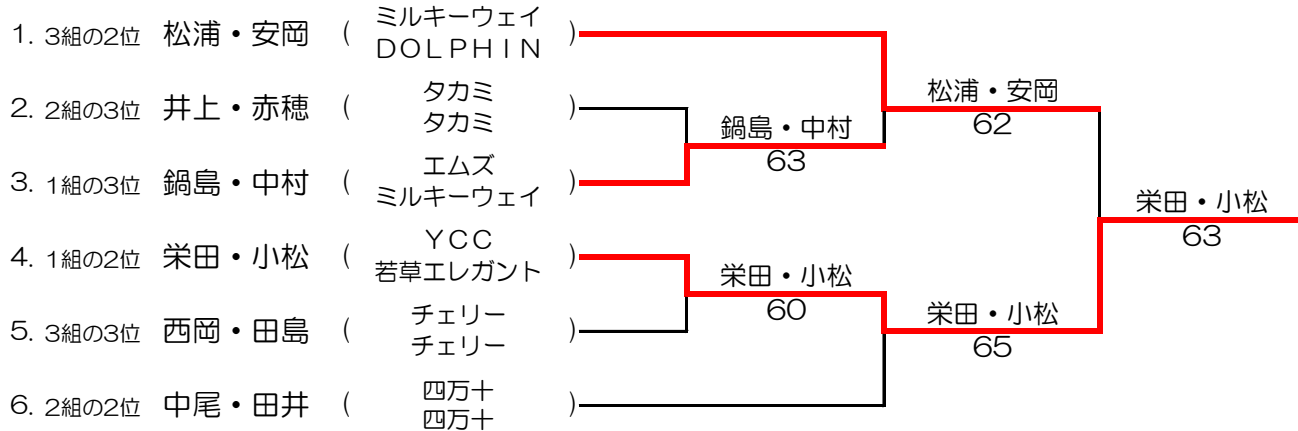 1. 3組の2位 松浦・安岡 ( ミルキーウェイ
DOLPHIN )
2. 2組の3位 井上・赤穂 ( タカミ
タカミ )
3. 1組の3位 鍋島・中村 ( エムズ
ミルキーウェイ )
4. 1組の2位 栄田・小松 ( YCC
若草エレガント )
5. 3組の3位 西岡・田島 ( チェリー
チェリー )
6. 2組の2位 中尾・田井 ( 四万十
四万十 )
鍋島・中村
63
栄田・小松
60
松浦・安岡
62
栄田・小松
65
栄田・小松
63